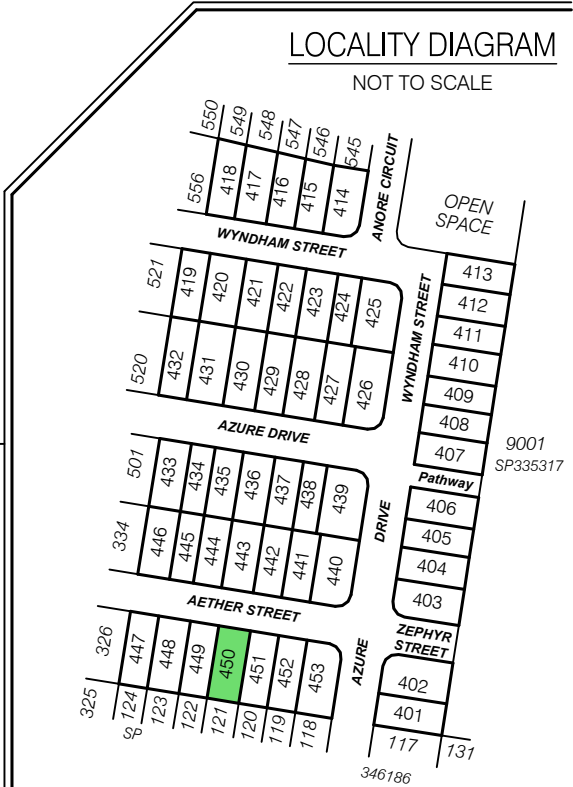 LOCALITY DIAGRAM
NOT TO SCALE
550 549 548 547 546 545
556 418 417 416 415 414
ANORE CIRCUIT
OPEN
SPACE
WYNDHAM STREET
521 419 420 421 422 423 424 425
520 432 431 430 429 428 427 426
WYNDHAM STREET
413
412
411
410
409
408
407
9001
SP335317
Pathway
AZURE DRIVE
501 433 434 435 436 437 438 439
334 446 445 444 443 442 441 440
DRIVE
406
405
404
403
AETHER STREET
ZEPHYR
STREET
326 447 448 449 450 451 452 453
AZURE
402
401
325 124 123 122 121 120 119 118
SP
117 131
346186